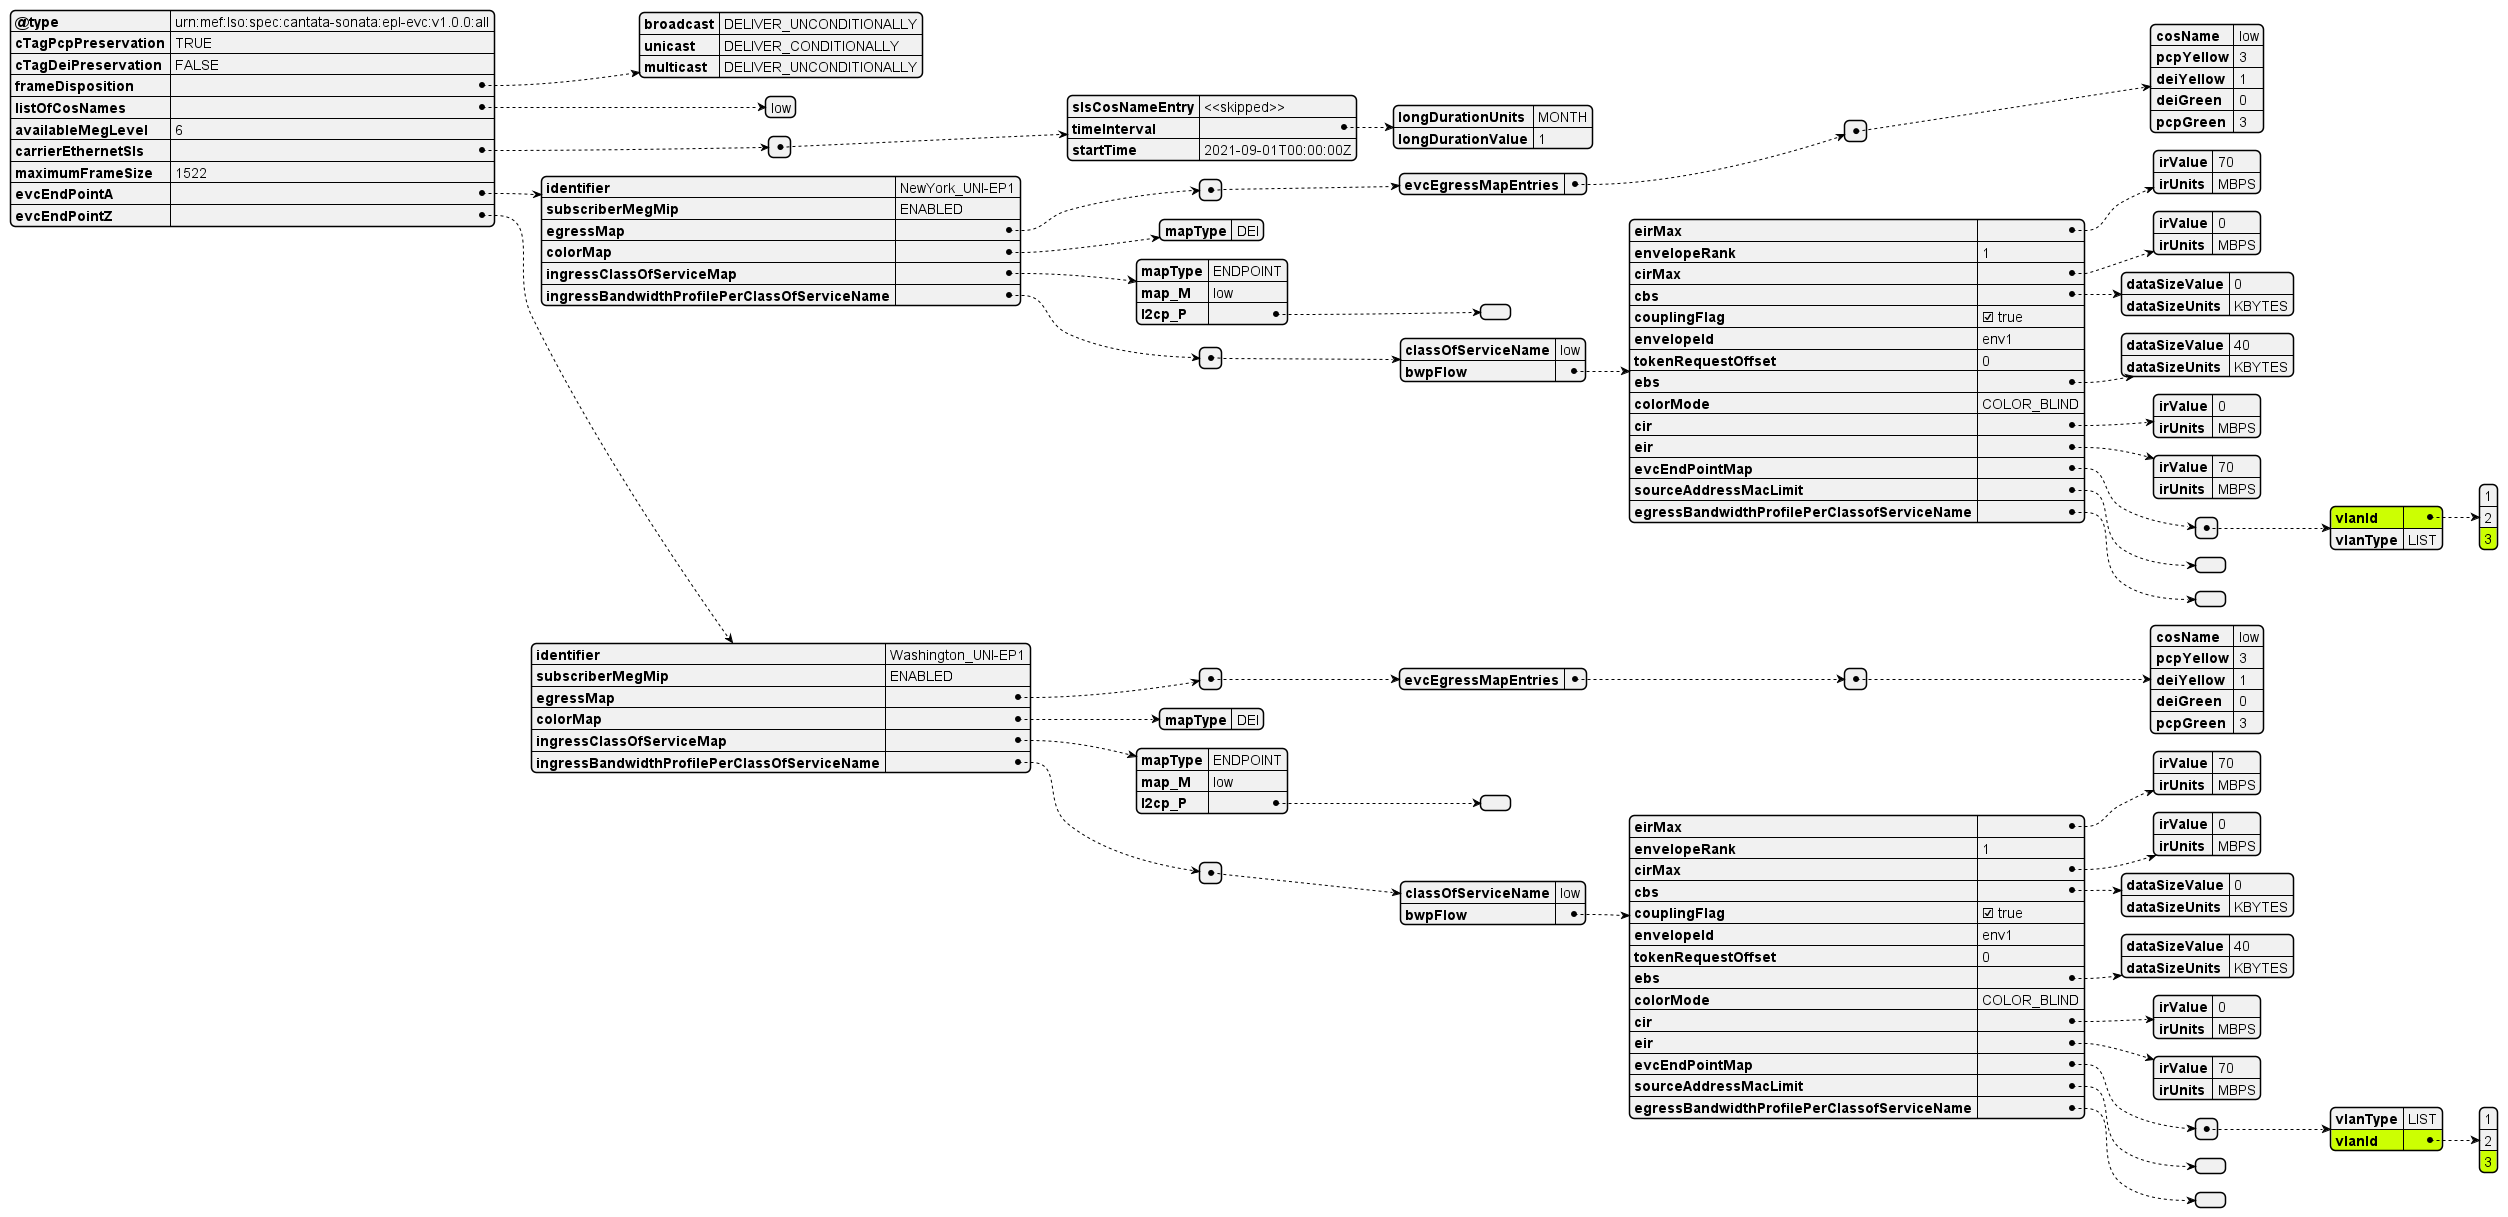 @type urn:mef:lso:spec:cantata-sonata:epl-evc:v1.0.0:all
cTagPcpPreservation TRUE
cTagDeiPreservation FALSE
frameDisposition
listOfCosNames
availableMegLevel 6
carrierEthernetSls
maximumFrameSize 1522
evcEndPointA
evcEndPointZ
broadcast DELIVER_UNCONDITIONALLY
unicast DELIVER_CONDITIONALLY
multicast DELIVER_UNCONDITIONALLY
low
slsCosNameEntry <<skipped>>
timeInterval
startTime 2021-09-01T00:00:00Z
longDurationUnits MONTH
longDurationValue 1
identifier NewYork_UNI-EP1
subscriberMegMip ENABLED
egressMap
colorMap
ingressClassOfServiceMap
ingressBandwidthProfilePerClassOfServiceName
evcEgressMapEntries
cosName low
pcpYellow 3
deiYellow 1
deiGreen 0
pcpGreen 3
mapType DEI
mapType ENDPOINT
map_M low
l2cp_P
classOfServiceName low
bwpFlow
eirMax
envelopeRank 1
cirMax
cbs
couplingFlag ☑ true
envelopeId env1
tokenRequestOffset 0
ebs
colorMode COLOR_BLIND
cir
eir
evcEndPointMap
sourceAddressMacLimit
egressBandwidthProfilePerClassofServiceName
irValue 70
irUnits MBPS
irValue 0
irUnits MBPS
dataSizeValue 0
dataSizeUnits KBYTES
dataSizeValue 40
dataSizeUnits KBYTES
irValue 0
irUnits MBPS
irValue 70
irUnits MBPS
vlanId
vlanType LIST
1
2
3
identifier Washington_UNI-EP1
subscriberMegMip ENABLED
egressMap
colorMap
ingressClassOfServiceMap
ingressBandwidthProfilePerClassOfServiceName
evcEgressMapEntries
cosName low
pcpYellow 3
deiYellow 1
deiGreen 0
pcpGreen 3
mapType DEI
mapType ENDPOINT
map_M low
l2cp_P
classOfServiceName low
bwpFlow
eirMax
envelopeRank 1
cirMax
cbs
couplingFlag ☑ true
envelopeId env1
tokenRequestOffset 0
ebs
colorMode COLOR_BLIND
cir
eir
evcEndPointMap
sourceAddressMacLimit
egressBandwidthProfilePerClassofServiceName
irValue 70
irUnits MBPS
irValue 0
irUnits MBPS
dataSizeValue 0
dataSizeUnits KBYTES
dataSizeValue 40
dataSizeUnits KBYTES
irValue 0
irUnits MBPS
irValue 70
irUnits MBPS
vlanType LIST
vlanId
1
2
3